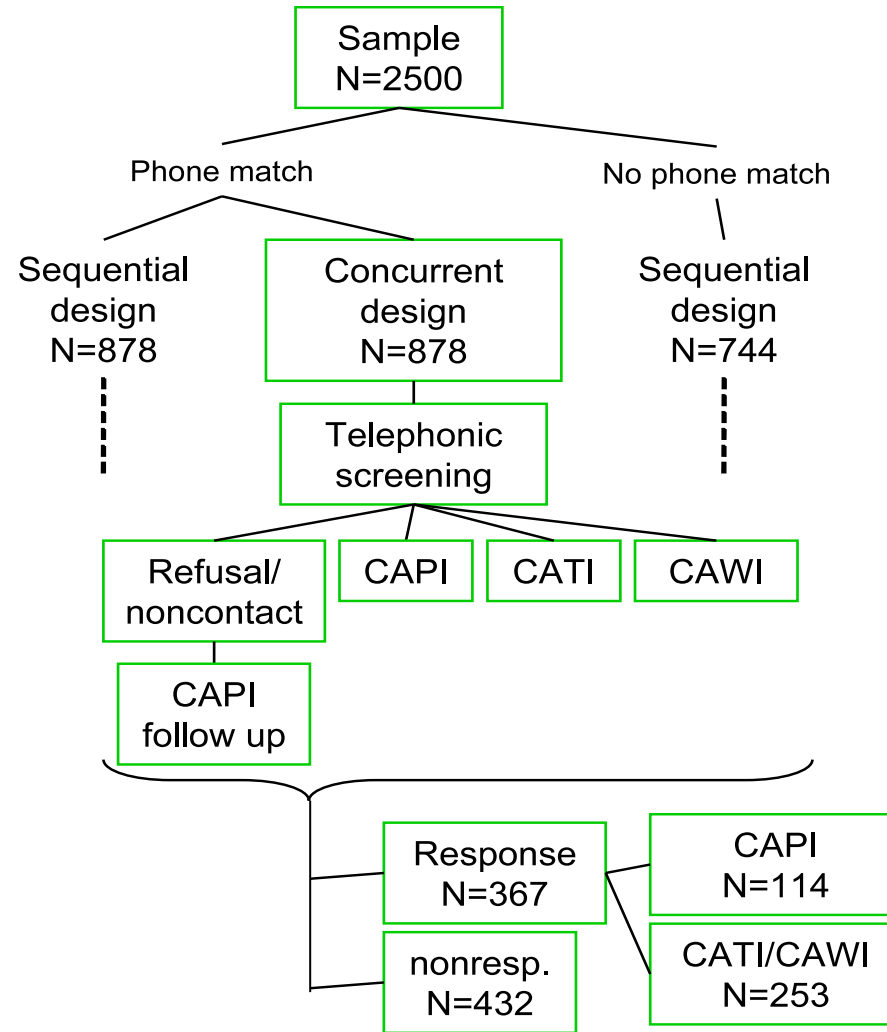 Sample
N=2500
Phone match
No phone match
Sequential
design
N=878
Concurrent
design
N=878
Sequential
design
N=744
Telephonic
screening
Refusal/
noncontact
CAPI
CATI
CAWI
CAPI
follow up
Response
N=367
CAPI
N=114
nonresp.
N=432
CATI/CAWI
N=253